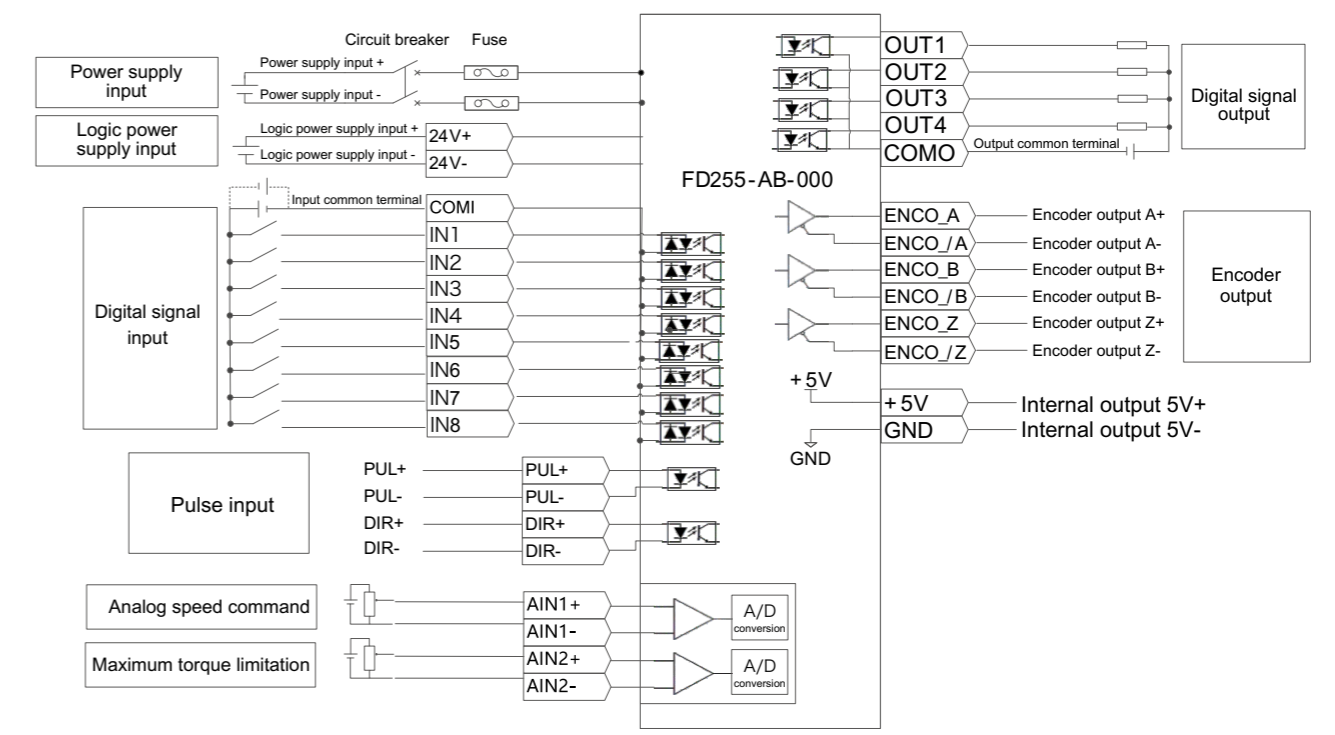 Circuit breaker Fuse
Power supply
input
Power supply input +
Power supply input -
Logic power
supply input
Logic power supply input +
24V+
Logic power supply input -
24V-
Digital signal
input
Input common terminal
COMI
IN1
IN2
IN3
IN4
IN5
IN6
IN7
IN8
Pulse input
PUL+ PUL+
PUL- PUL-
DIR+ DIR+
DIR- DIR-
Analog speed command
AIN1+
AIN1-
Maximum torque limitation
AIN2+
AIN2-
A/D
conversion
A/D
conversion
FD255-AB-000
OUT1
OUT2
OUT3
OUT4
COMO
Output common terminal
Digital signal
output
ENCO_A Encoder output A+
ENCO_/A Encoder output A-
ENCO_B Encoder output B+
ENCO_/B Encoder output B-
ENCO_Z Encoder output Z+
ENCO_/Z Encoder output Z-
Encoder
output
+5V
+5V Internal output 5V+
GND Internal output 5V-
GND